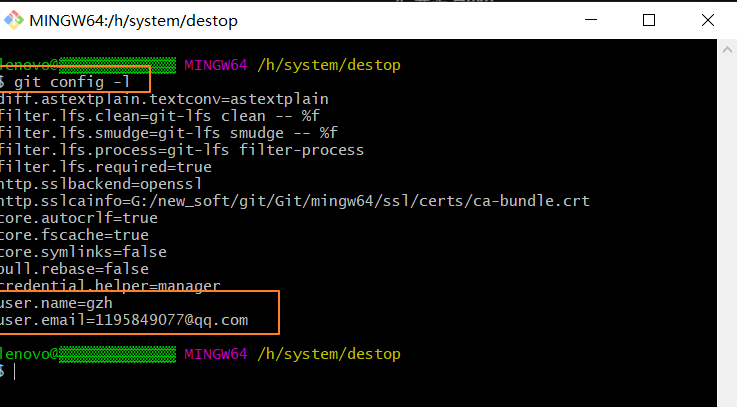 MINGW64:/h/system/destop
lenovo@ MINGW64 /h/system/destop
$ git config -l
diff.astextplain.textconv=astextplain
filter.lfs.clean=git-lfs clean -- %f
filter.lfs.smudge=git-lfs smudge -- %f
filter.lfs.process=git-lfs filter-process
filter.lfs.required=true
http.sslbackend=openssl
http.sslcainfo=G:/new_soft/git/Git/mingw64/ssl/certs/ca-bundle.crt
core.autocrlf=true
core.fscache=true
core.symlinks=false
pull.rebase=false
credential.helper=manager
user.name=gzh
user.email=1195849077@qq.com
lenovo@ MINGW64 /h/system/destop
$